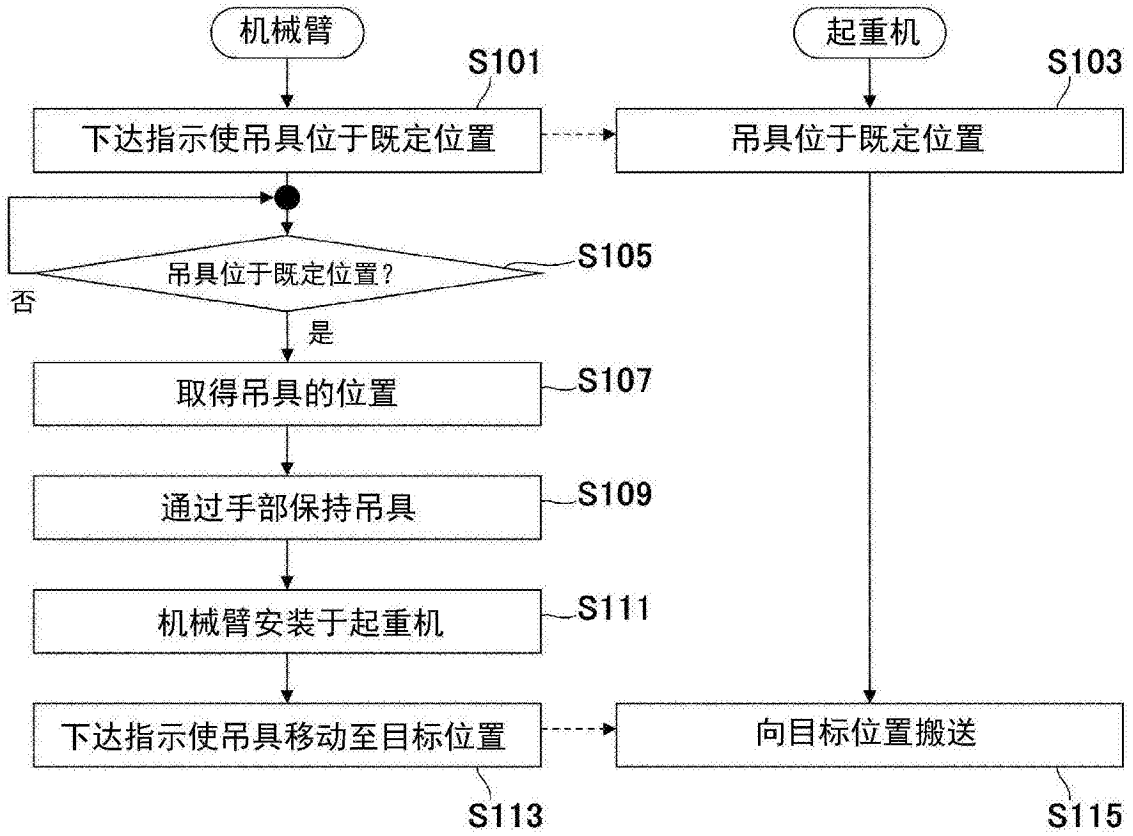 机械臂
起重机
S101
S103
下达指示使吊具位于既定位置
吊具位于既定位置
S105
吊具位于既定位置?
否
是
S107
取得吊具的位置
S109
通过手部保持吊具
S111
机械臂安装于起重机
下达指示使吊具移动至目标位置
向目标位置搬送
S113
S115